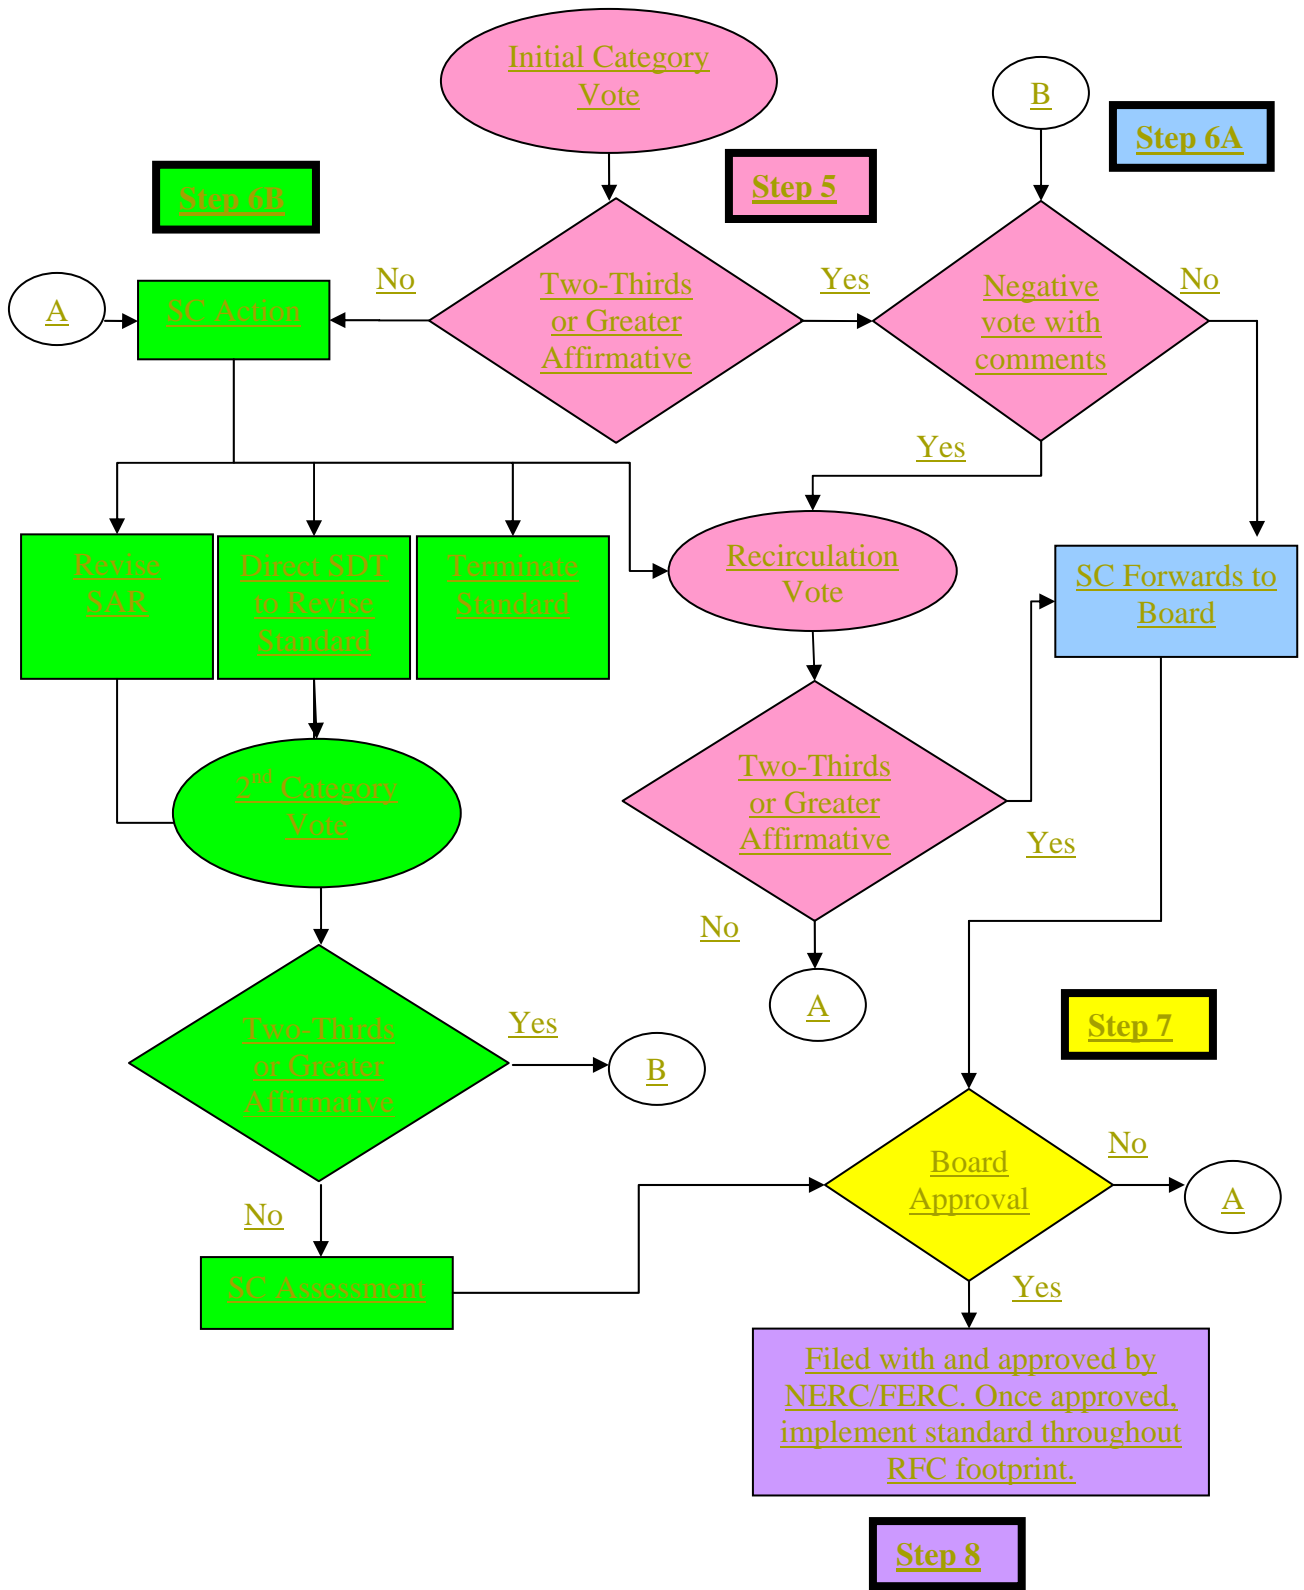 Initial Category
Vote
B
Step 6A
Step 5
Step 6B
A
SC Action
No
Two-Thirds
or Greater
Affirmative
Yes
Negative
vote with
comments
No
Yes
Revise
SAR
Direct SDT
to Revise
Standard
Terminate
Standard
Recirculation
Vote
SC Forwards to
Board
2nd Category
Vote
Two-Thirds
or Greater
Affirmative
Yes
No
A
Two-Thirds
or Greater
Affirmative
Yes
B
Step 7
Board
Approval
No
A
No
SC Assessment
Yes
Filed with and approved by
NERC/FERC. Once approved,
implement standard throughout
RFC footprint.
Step 8